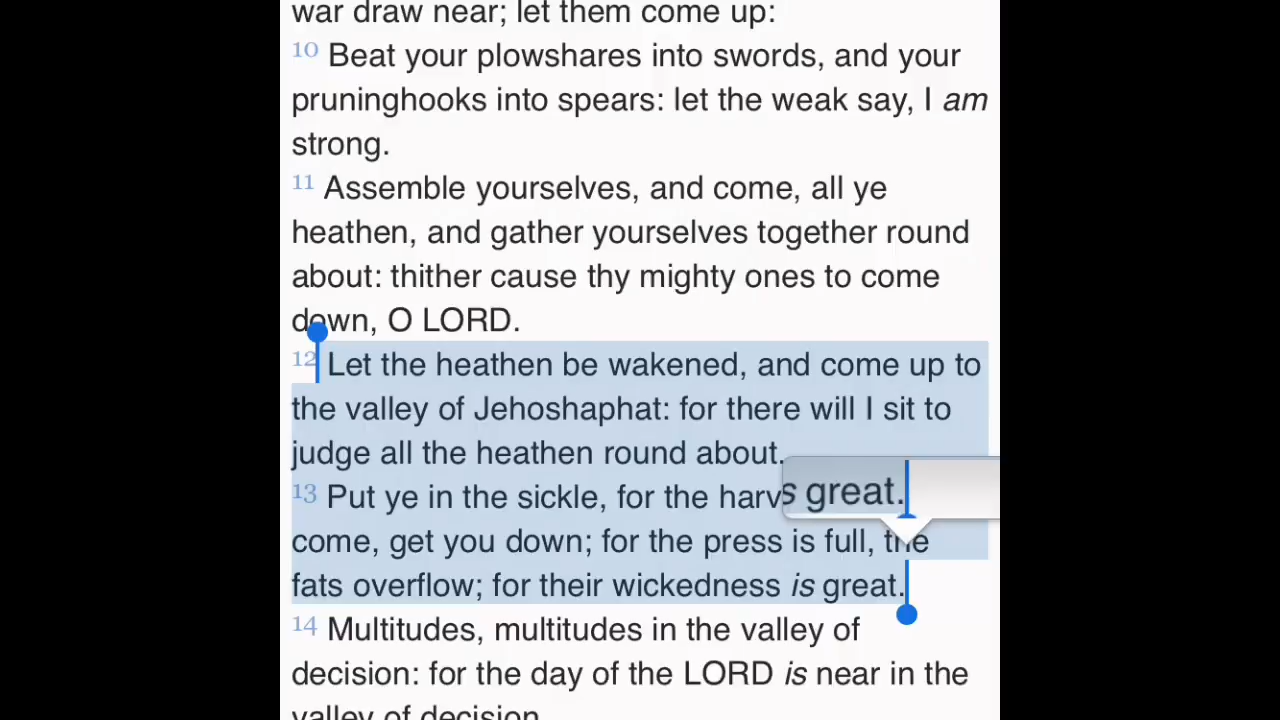 war draw near; let them come up:
10 Beat your plowshares into swords, and your
pruninghooks into spears: let the weak say, I am
strong.
11 Assemble yourselves, and come, all ye
heathen, and gather yourselves together round
about: thither cause thy mighty ones to come
down, O LORD.
12 Let the heathen be wakened, and come up to
the valley of Jehoshaphat: for there will I sit to
judge all the heathen round about.
13 Put ye in the sickle, for the harv
s great.
come, get you down; for the press is full, the
fats overflow; for their wickedness is great.
14 Multitudes, multitudes in the valley of
decision: for the day of the LORD is near in the
valley of decision